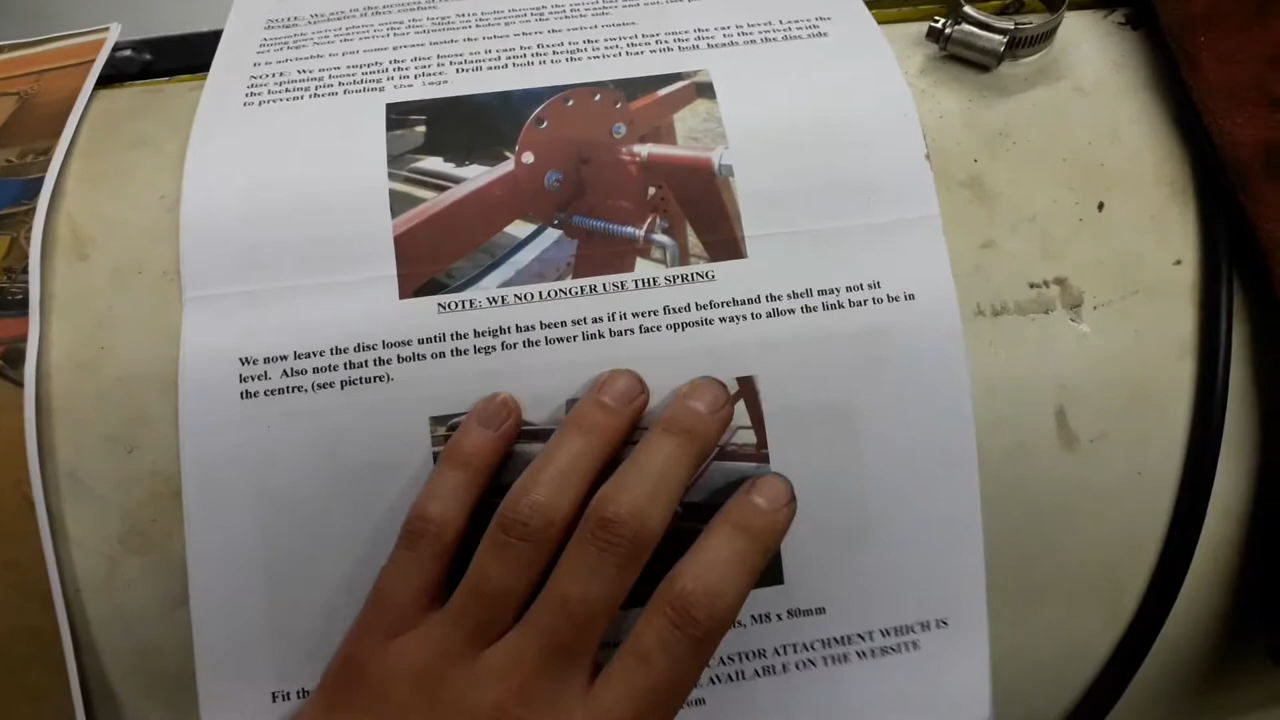 NOTE: We are in the process of
design. Apologies if they confuse.
Assemble swivel plates using the large M16 bolts through the swivel bar and
fitting goes on nearest to the disc. Slide on the second leg and fit washer and nut, (see
set of legs. Note the swivel bar adjustment holes go on the vehicle side.
It is advisable to put some grease inside the tubes where the swivel rotates.
NOTE: We now supply the disc loose so it can be fixed to the swivel bar once the car is level. Leave the
disc spinning loose until the car is balanced and the height is set, then fix the disc to the swivel with
the locking pin holding it in place. Drill and bolt it to the swivel bar with bolt heads on the disc side
to prevent them fouling the legs.
NOTE: WE NO LONGER USE THE SPRING
We now leave the disc loose until the height has been set as if it were fixed beforehand the shell may not sit
level. Also note that the bolts on the legs for the lower link bars face opposite ways to allow the link bar to be in
the centre, (see picture).
M8 x 80mm
CASTOR ATTACHMENT WHICH IS
AVAILABLE ON THE WEBSITE
Fit